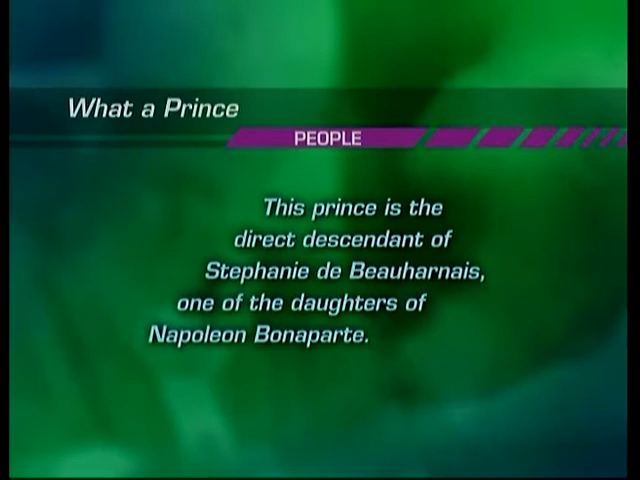 What a Prince
PEOPLE
This prince is the
direct descendant of
Stephanie de Beauharnais,
one of the daughters of
Napoleon Bonaparte.